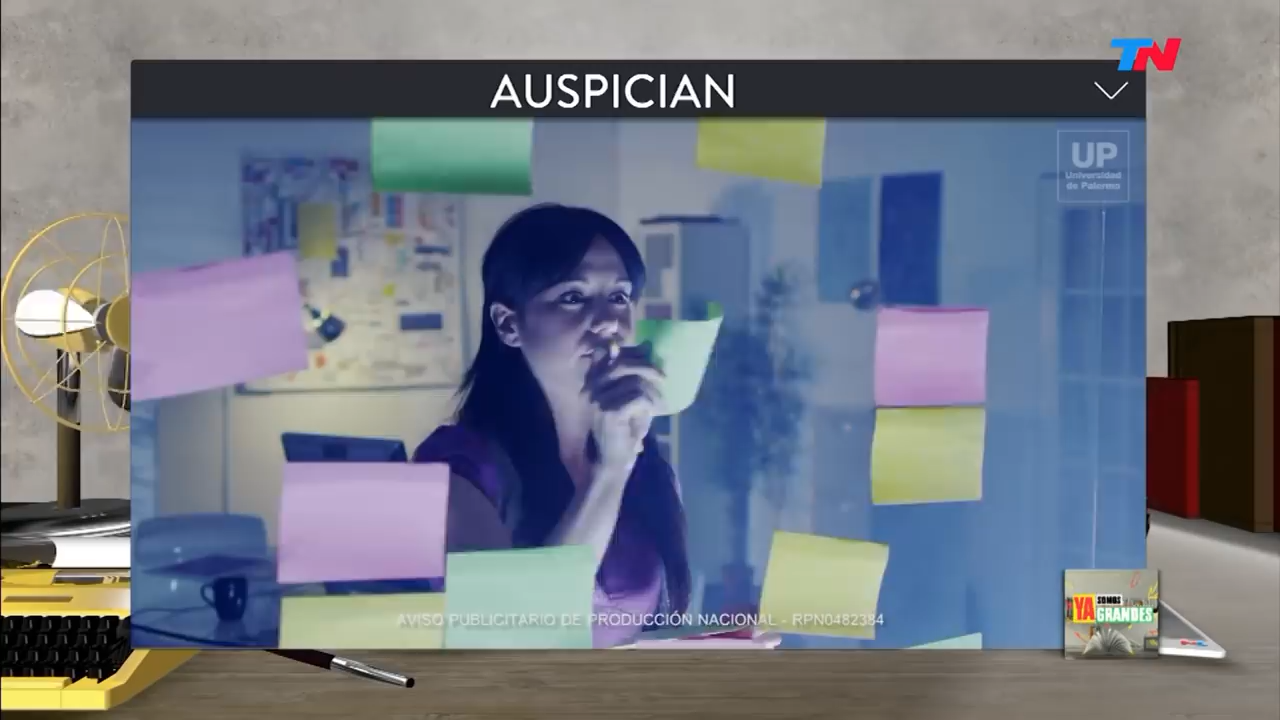 TN
AUSPICIAN
UP
Universidad
de Palermo
AVISO PUBLICITARIO DE PRODUCCIÓN NACIONAL - RPN0482384
YA SOMOS
GRANDES